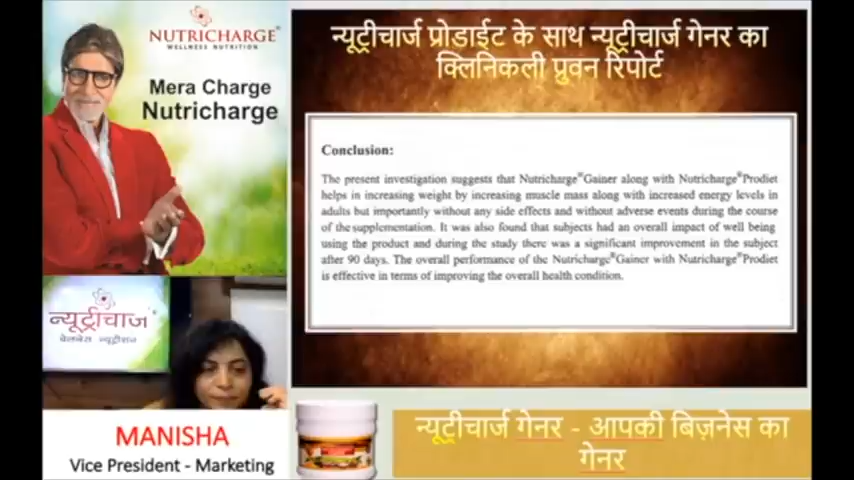 NUTRICHARGE®
WELLNESS NUTRITION
Mera Charge
Nutricharge
न्यूट्रीचार्ज प्रोडाईट के साथ न्यूट्रीचार्ज गेनर का
क्लिनिकली प्रुवन रिपोर्ट
Conclusion:
The present investigation suggests that Nutricharge®Gainer along with Nutricharge®Prodiet
helps in increasing weight by increasing muscle mass along with increased energy levels in
adults but importantly without any side effects and without adverse events during the course
of the supplementation. It was also found that subjects had an overall impact of well being
using the product and during the study there was a significant improvement in the subject
after 90 days. The overall performance of the Nutricharge®Gainer with Nutricharge®Prodiet
is effective in terms of improving the overall health condition.
न्यूट्रीचार्ज
वेलनेस न्यूट्रीशन
MANISHA
Vice President - Marketing
न्यूट्रीचार्ज गेनर - आपकी बिज़नेस का
गेनर